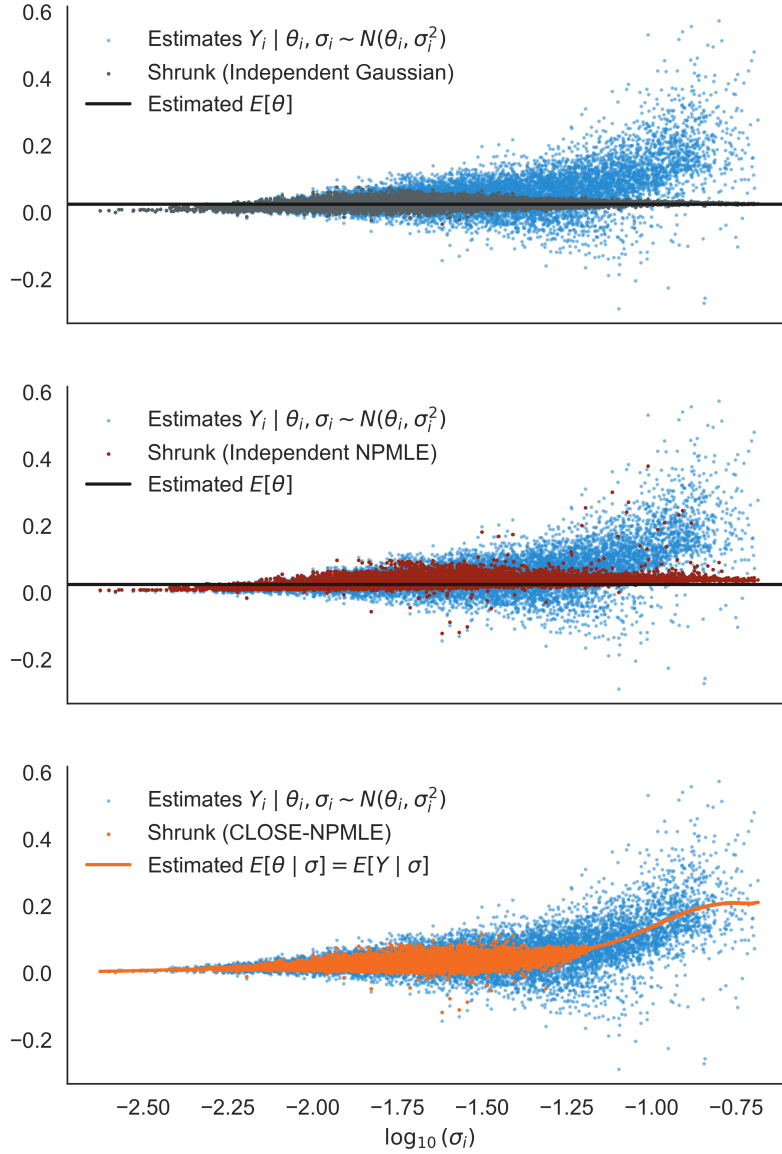 0.6
Estimates Y_i | θ_i, σ_i ~ N(θ_i, σ_i^2)
Shrunk (Independent Gaussian)
Estimated E[θ]
0.4
0.2
0.0
−0.2
0.6
Estimates Y_i | θ_i, σ_i ~ N(θ_i, σ_i^2)
Shrunk (Independent NPMLE)
Estimated E[θ]
0.4
0.2
0.0
−0.2
0.6
Estimates Y_i | θ_i, σ_i ~ N(θ_i, σ_i^2)
Shrunk (CLOSE-NPMLE)
Estimated E[θ | σ] = E[Y | σ]
0.4
0.2
0.0
−0.2
−2.50 −2.25 −2.00 −1.75 −1.50 −1.25 −1.00 −0.75
log_10 (σ_i)